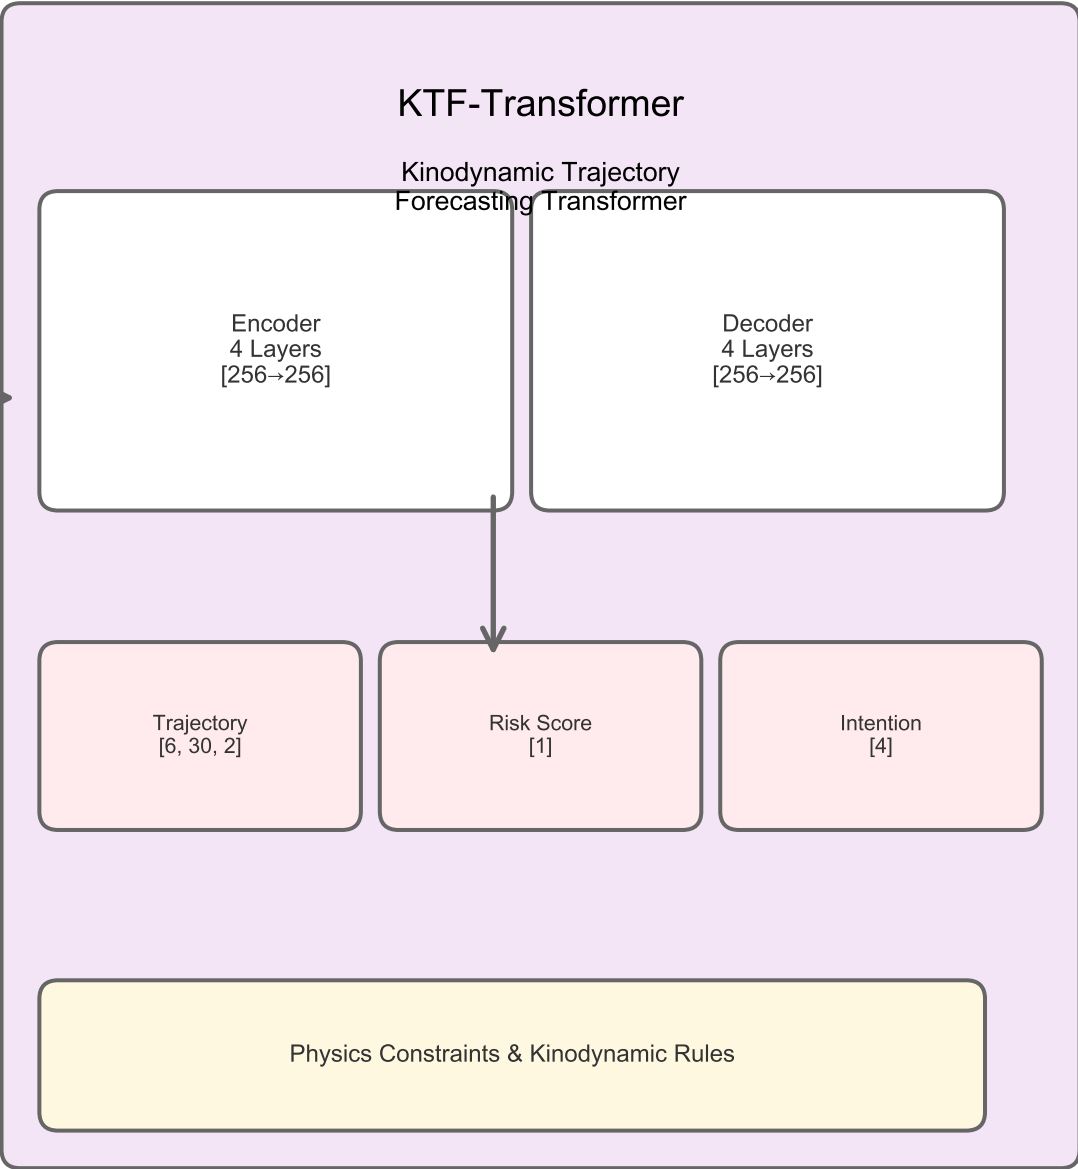 KTF-Transformer
Kinodynamic Trajectory
Forecasting Transformer
Encoder
4 Layers
[256→256]
Decoder
4 Layers
[256→256]
Trajectory
[6, 30, 2]
Risk Score
[1]
Intention
[4]
Physics Constraints & Kinodynamic Rules